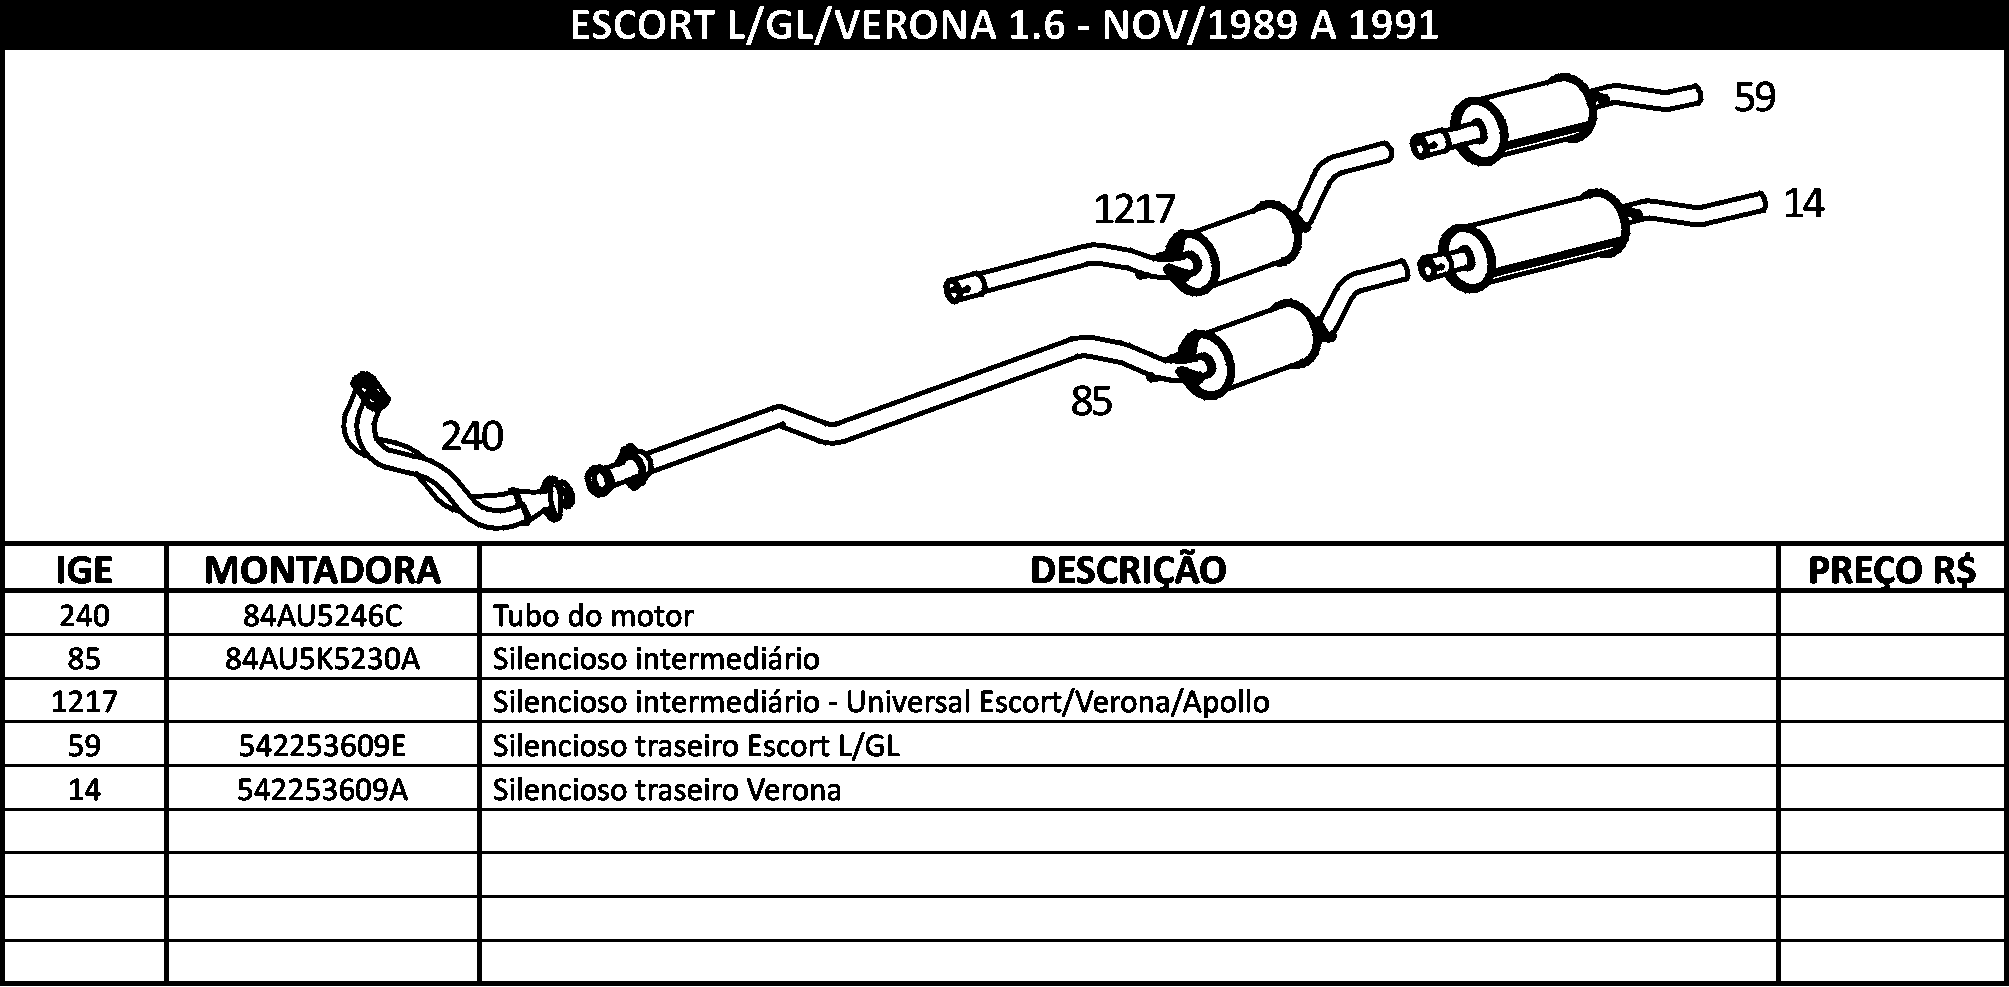 ESCORT L/GL/VERONA 1.6 - NOV/1989 A 1991
59
14
1217
85
240
IGE MONTADORA DESCRIÇÃO PREÇO R$
240 84AU5246C Tubo do motor
85 84AU5K5230A Silencioso intermediário
1217 Silencioso intermediário - Universal Escort/Verona/Apollo
59 542253609E Silencioso traseiro Escort L/GL
14 542253609A Silencioso traseiro Verona